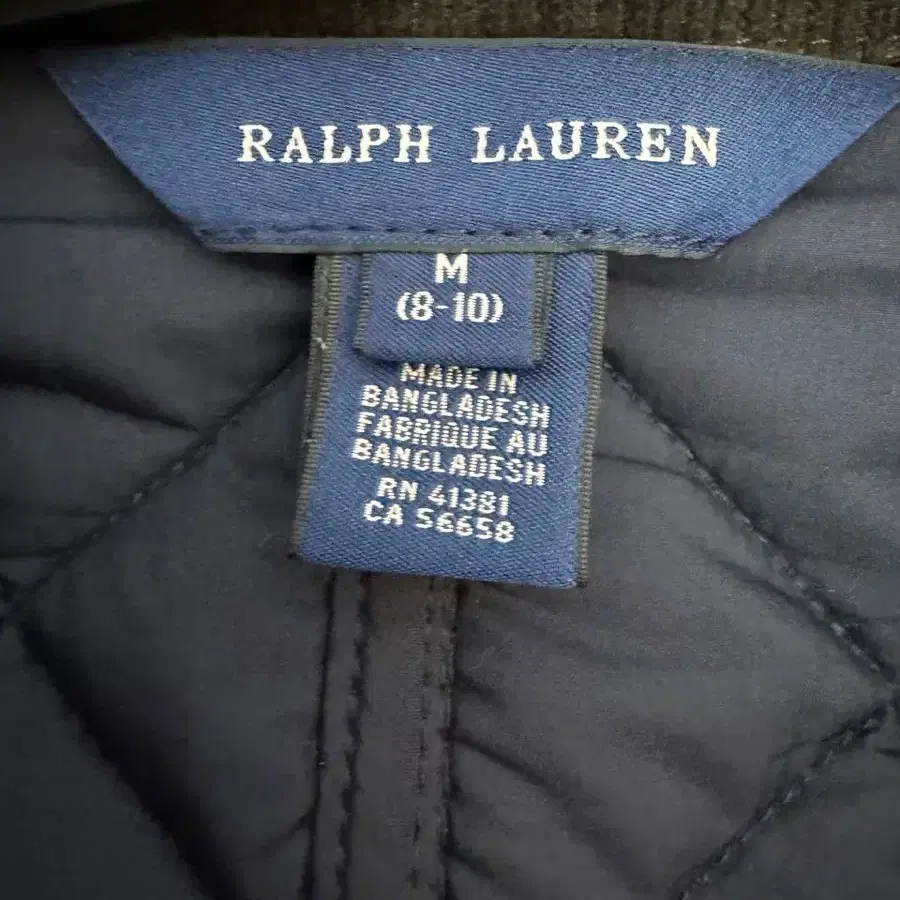 RALPH LAUREN
M
(8-10)
MADE IN
BANGLADESH
FABRIQUE AU
BANGLADESH
RN 41381
CA 56658